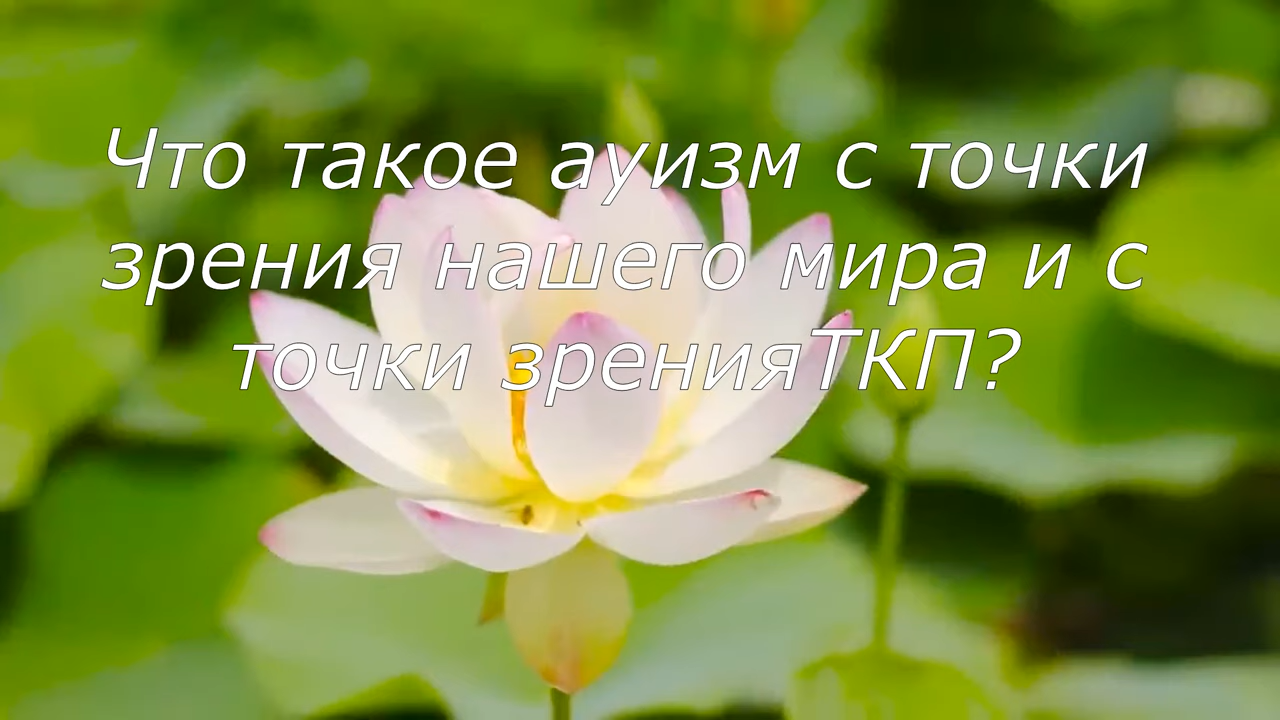 Что такое ауизм с точки
зрения нашего мира и с
точки зренияТКП?